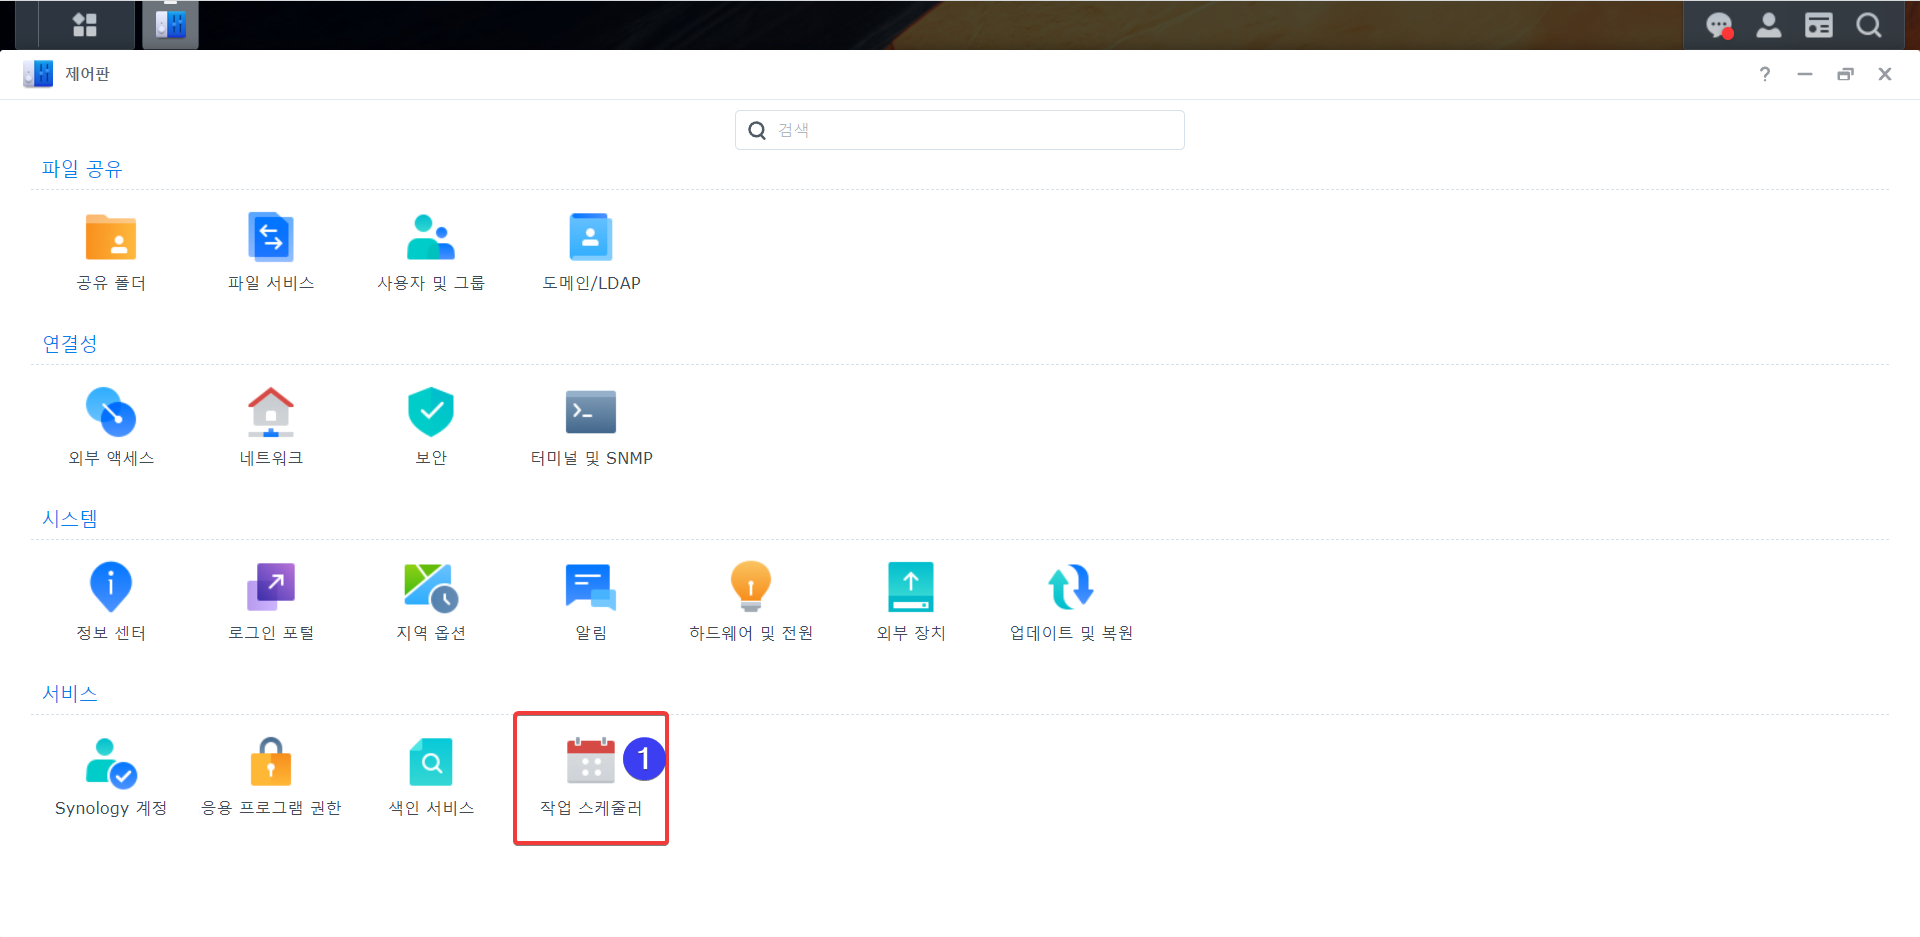 제어판
검색
파일 공유
공유 폴더
파일 서비스
사용자 및 그룹
도메인/LDAP
연결성
외부 액세스
네트워크
보안
터미널 및 SNMP
시스템
정보 센터
로그인 포털
지역 옵션
알림
하드웨어 및 전원
외부 장치
업데이트 및 복원
서비스
1
Synology 계정
응용 프로그램 권한
색인 서비스
작업 스케줄러